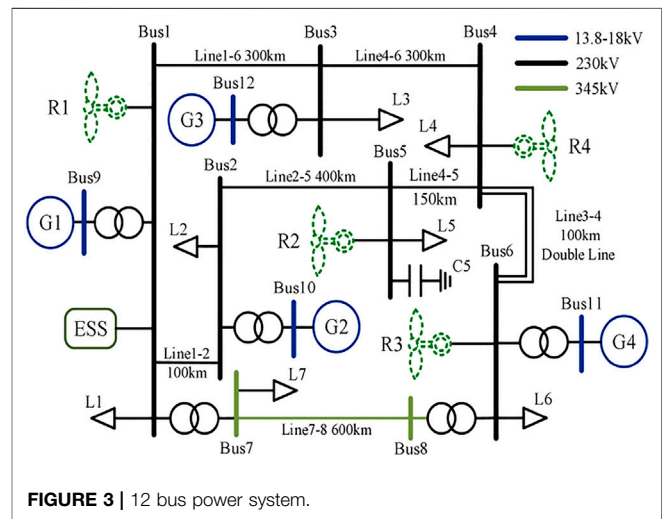 Bus1
Bus3
Bus4
13.8-18kV
230kV
345kV
Line1-6 300km
Line4-6 300km
R1
Bus12
G3
L3
L4
R4
Bus2
Bus5
Line2-5 400km
Line4-5
150km
Bus9
G1
L2
R2
L5
C5
Line3-4
100km
Double Line
Bus6
Bus10
G2
Bus11
G4
ESS
R3
Line1-2
100km
L7
L1
L6
Bus7
Line7-8 600km
Bus8
FIGURE 3 | 12 bus power system.